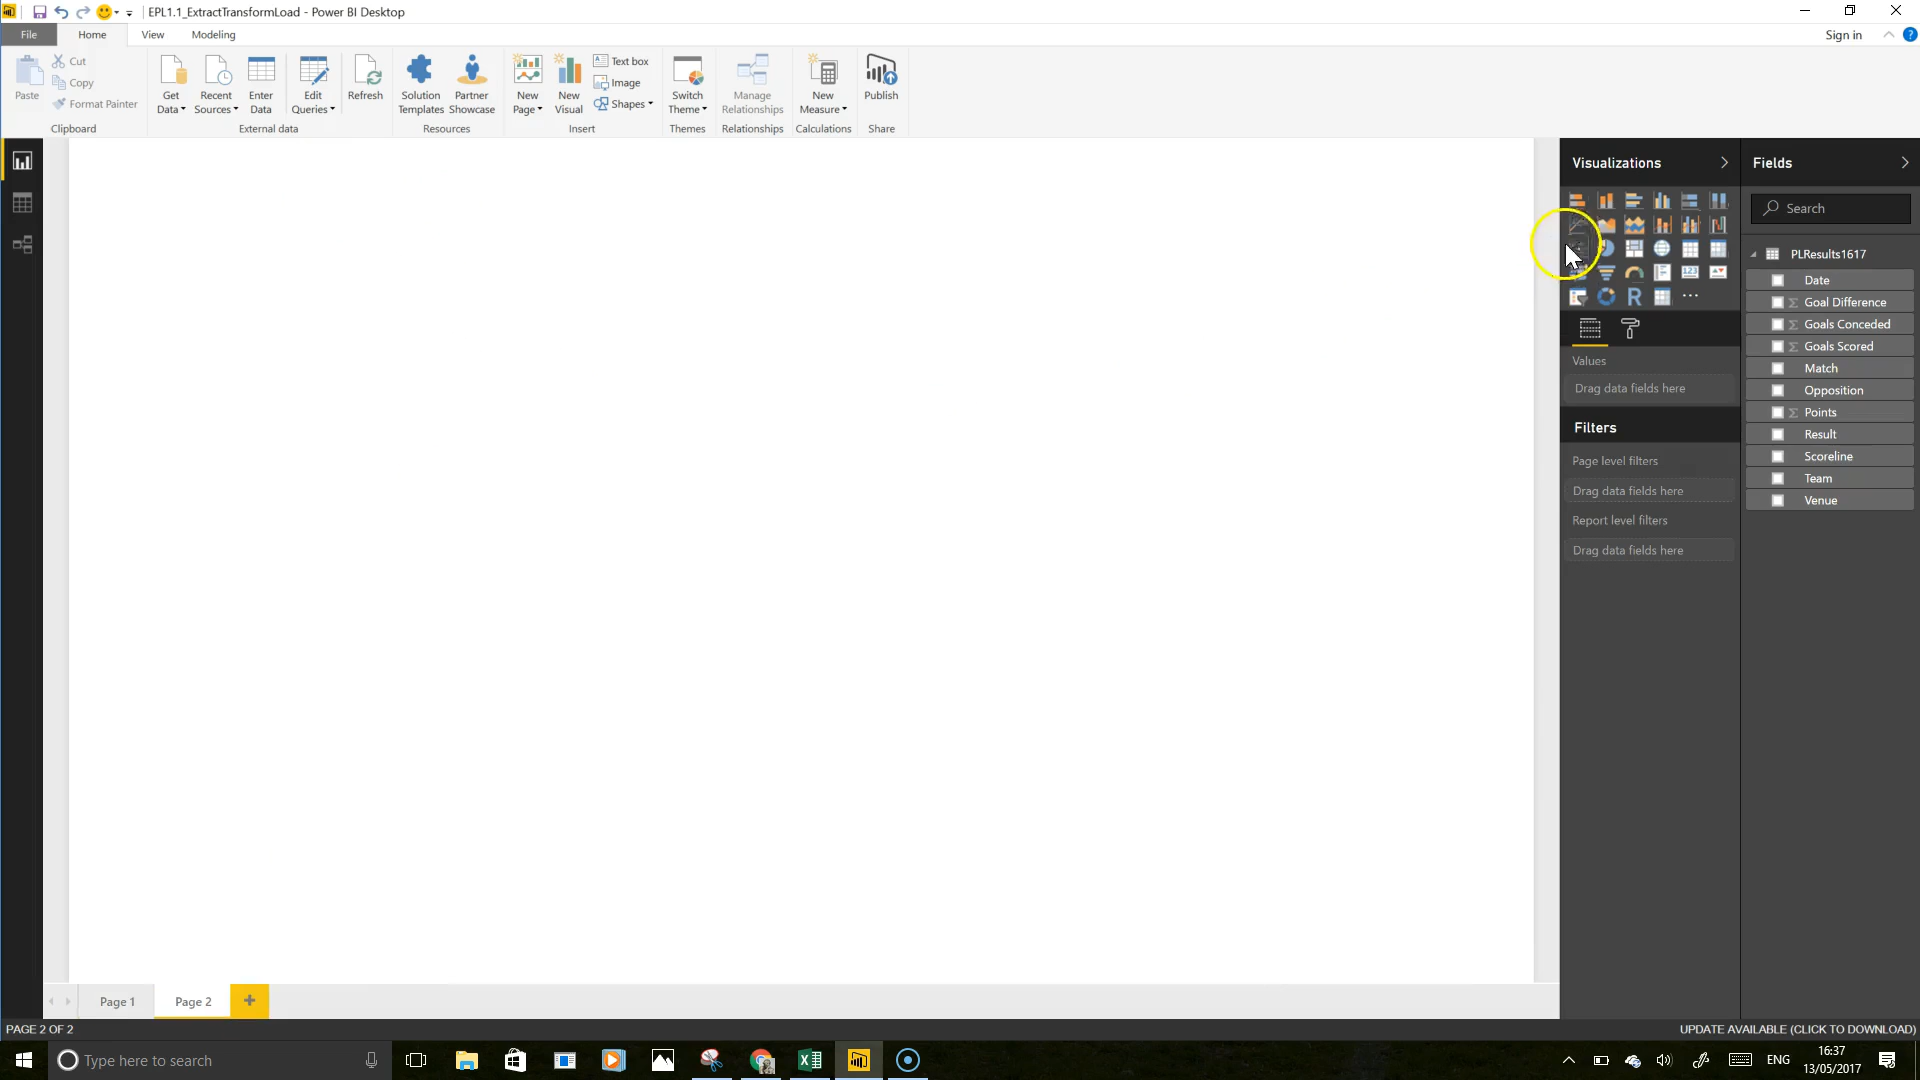 EPL1.1_ExtractTransformLoad - Power BI Desktop
File Home View Modeling Sign in ?
Paste Cut Copy Format Painter
Get Data Recent Sources Enter Data Edit Queries Refresh
Solution Templates Partner Showcase
New Page New Visual Text box Image Shapes
Switch Theme Manage Relationships New Measure Publish
Clipboard External data Resources Insert Themes Relationships Calculations Share
Visualizations
R
123
Values
Drag data fields here
Filters
Page level filters
Drag data fields here
Report level filters
Drag data fields here
Fields
Search
PLResults1617
Date
Σ Goal Difference
Σ Goals Conceded
Σ Goals Scored
Match
Opposition
Σ Points
Result
Scoreline
Team
Venue
Page 1 Page 2 +
PAGE 2 OF 2 UPDATE AVAILABLE (CLICK TO DOWNLOAD)
Type here to search ENG 16:37
13/05/2017